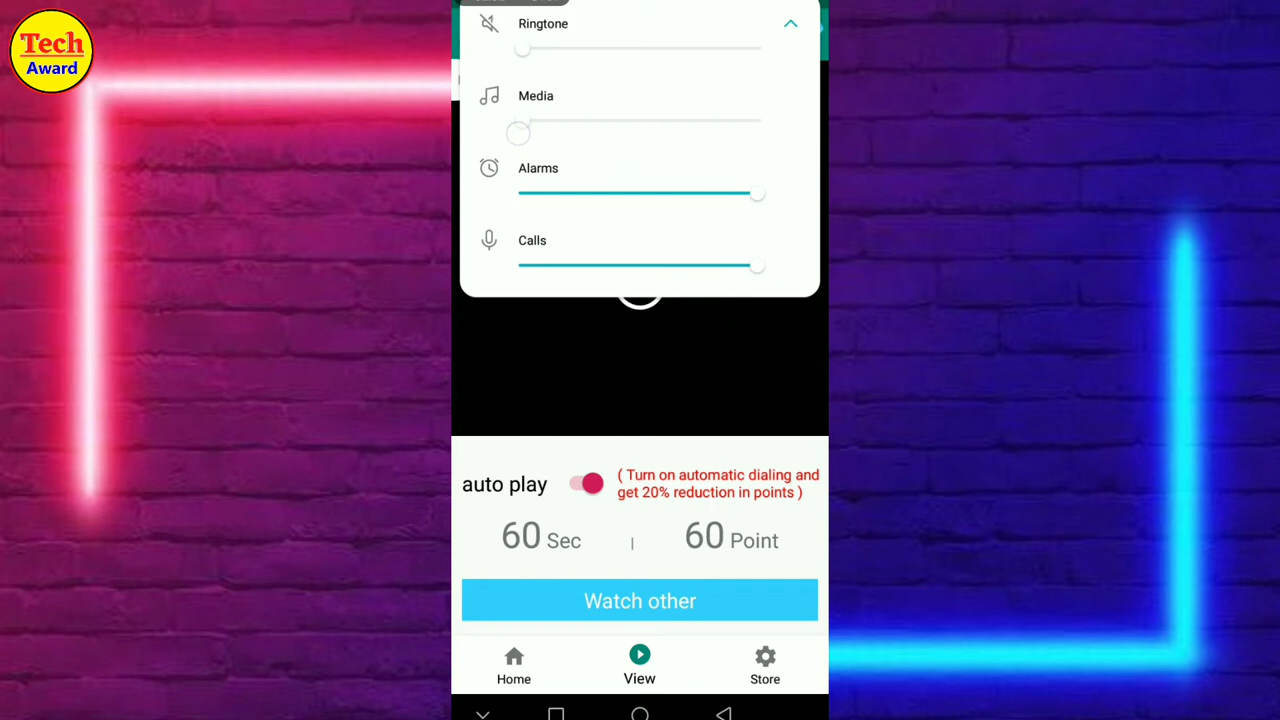 Tech
Award
Ringtone
Media
Alarms
Calls
auto play
( Turn on automatic dialing and
get 20% reduction in points )
60 Sec | 60 Point
Watch other
Home View Store